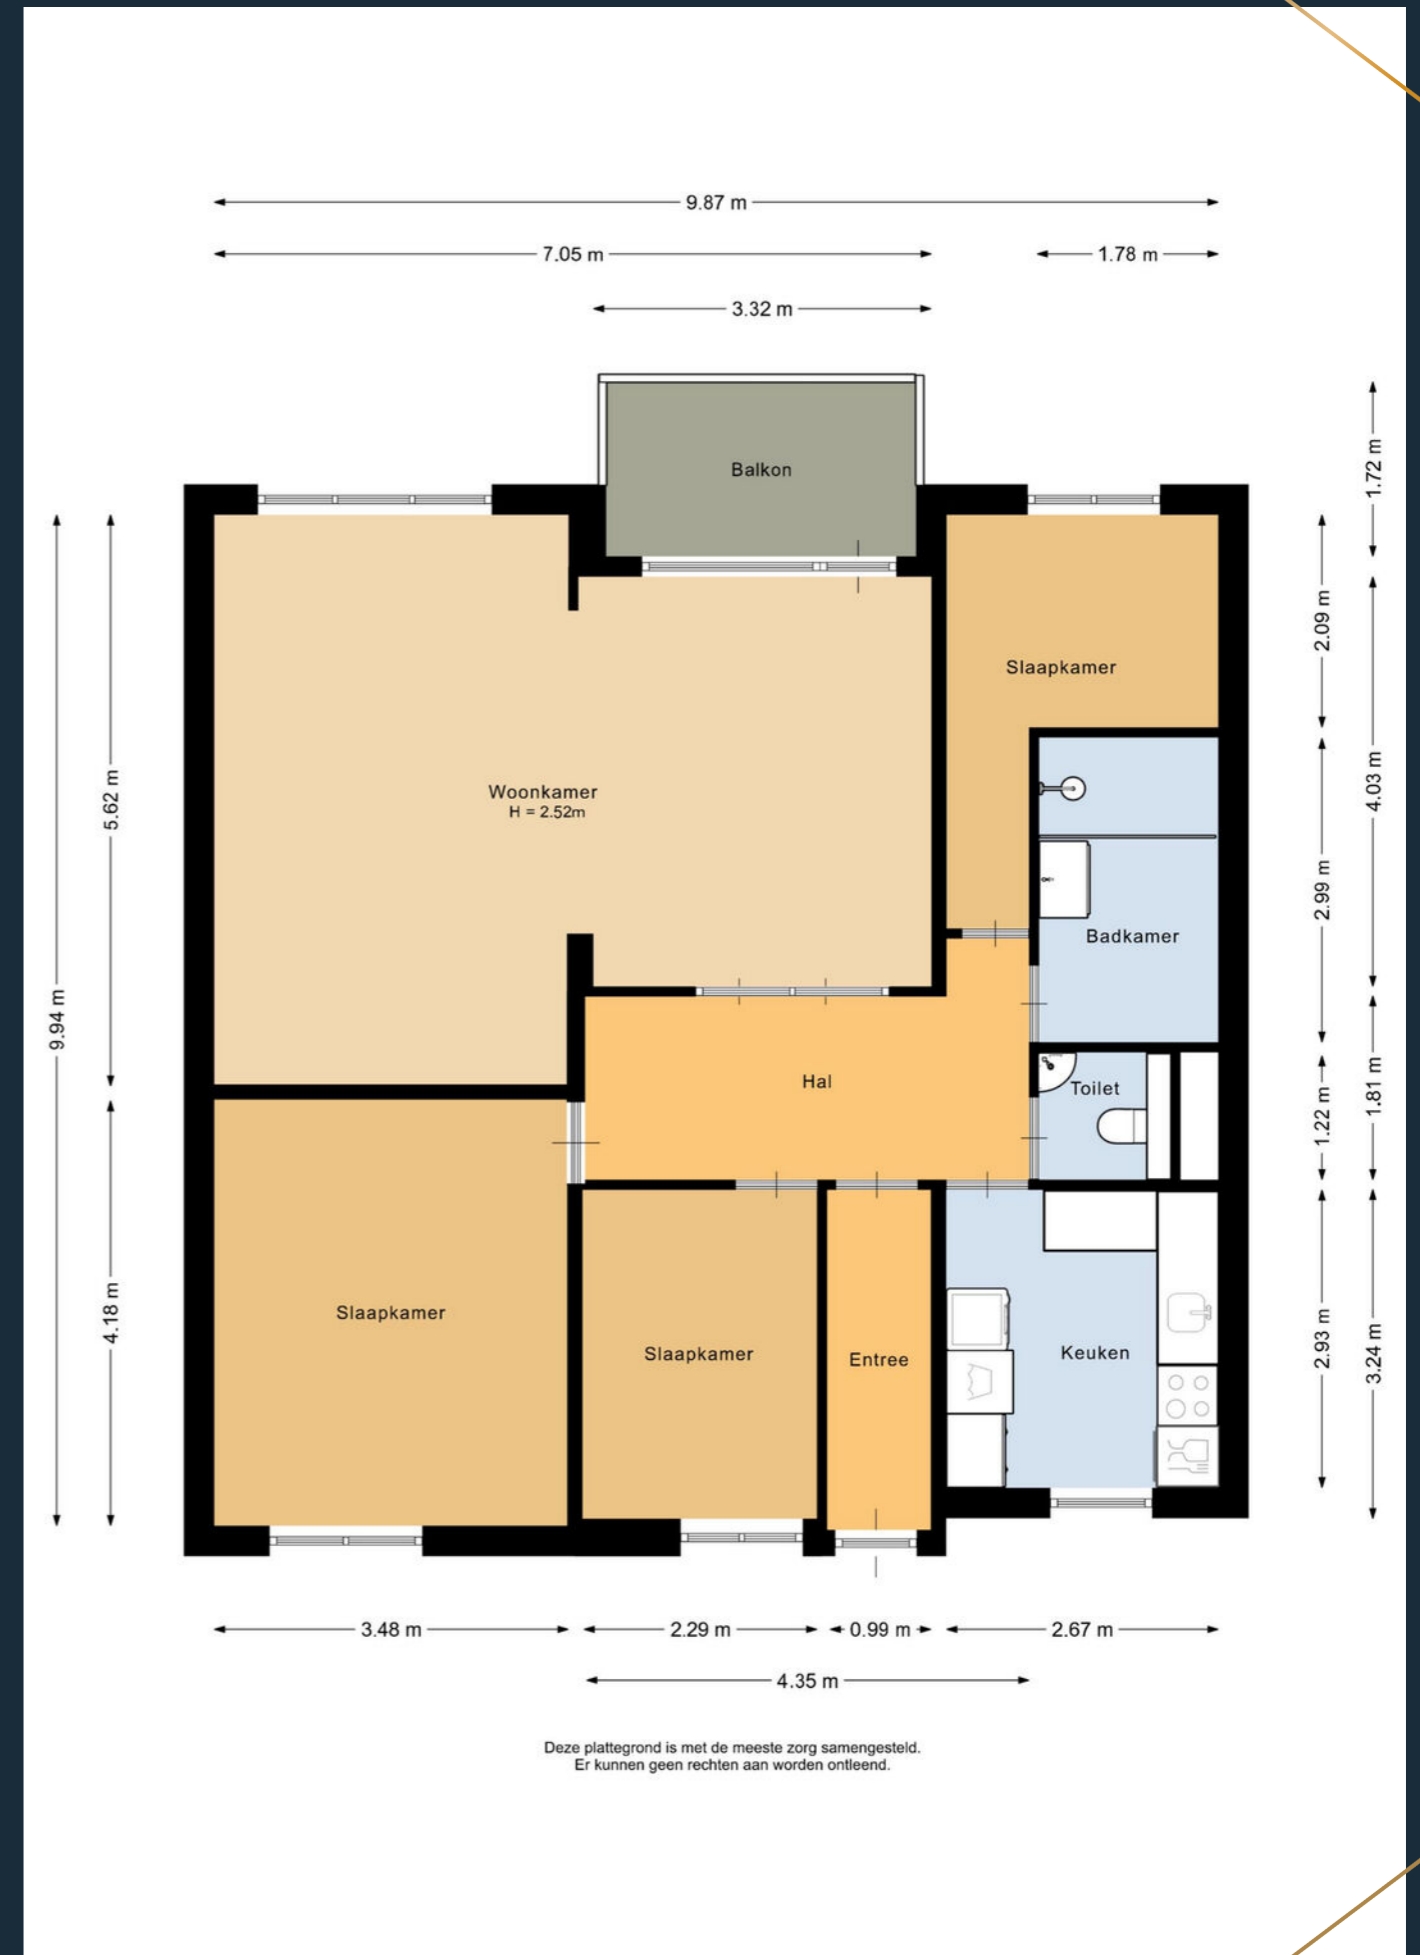 9.87 m
7.05 m
1.78 m
3.32 m
Balkon
1.72 m
2.09 m
Slaapkamer
4.03 m
5.62 m
Woonkamer
H = 2.52m
2.99 m
Badkamer
9.94 m
Hal
Toilet
1.22 m
1.81 m
4.18 m
Slaapkamer
Slaapkamer
Entree
Keuken
2.93 m
3.24 m
3.48 m
2.29 m
0.99 m
2.67 m
4.35 m
Deze plattegrond is met de meeste zorg samengesteld.
Er kunnen geen rechten aan worden ontleend.